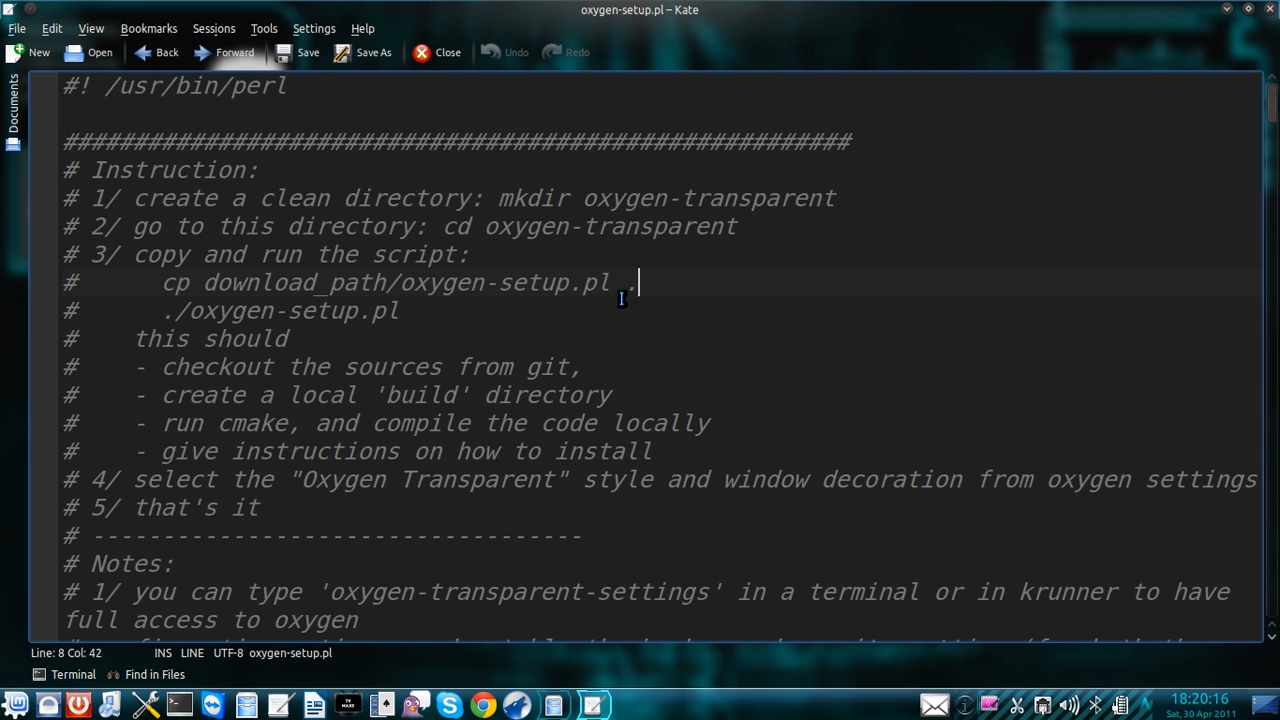 oxygen-setup.pl – Kate
File Edit View Bookmarks Sessions Tools Settings Help
New Open Back Forward Save Save As Close Undo Redo
Documents
#! /usr/bin/perl
########################################################
# Instruction:
# 1/ create a clean directory: mkdir oxygen-transparent
# 2/ go to this directory: cd oxygen-transparent
# 3/ copy and run the script:
#      cp download_path/oxygen-setup.pl .
#      ./oxygen-setup.pl
#    this should
#    - checkout the sources from git,
#    - create a local 'build' directory
#    - run cmake, and compile the code locally
#    - give instructions on how to install
# 4/ select the "Oxygen Transparent" style and window decoration from oxygen settings
# 5/ that's it
# -----------------------------------
# Notes:
# 1/ you can type 'oxygen-transparent-settings' in a terminal or in krunner to have
full access to oxygen
Line: 8 Col: 42 INS LINE UTF-8 oxygen-setup.pl
Terminal Find in Files
18:20:16
Sat, 30 Apr 2011